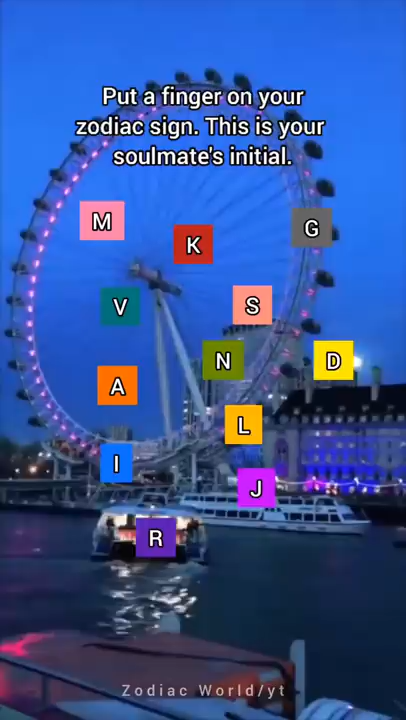 Put a finger on your
zodiac sign. This is your
soulmate's initial.
M
K
G
V
S
N
D
A
L
I
J
R
Zodiac World/yt